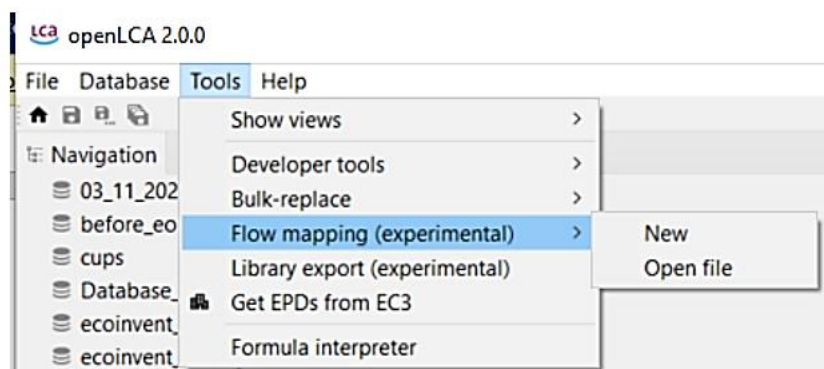 LCA openLCA 2.0.0
File Database Tools Help
Show views
Navigation
Developer tools
03_11_202
Bulk-replace
before_eo
Flow mapping (experimental)
New
cups
Library export (experimental)
Open file
Database_
Get EPDs from EC3
ecoinvent_
Formula interpreter
ecoinvent_